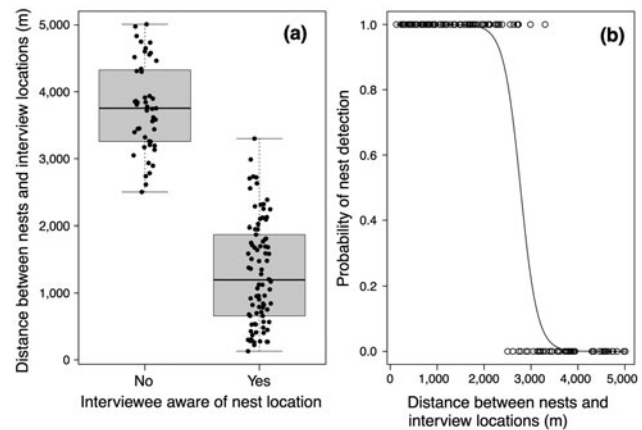 (a)
Distance between nests and interview locations (m)
5,000
4,000
3,000
2,000
1,000
0
No
Yes
Interviewee aware of nest location
(b)
Probability of nest detection
1.0
0.8
0.6
0.4
0.2
0.0
0
1,000
2,000
3,000
4,000
5,000
Distance between nests and
interview locations (m)